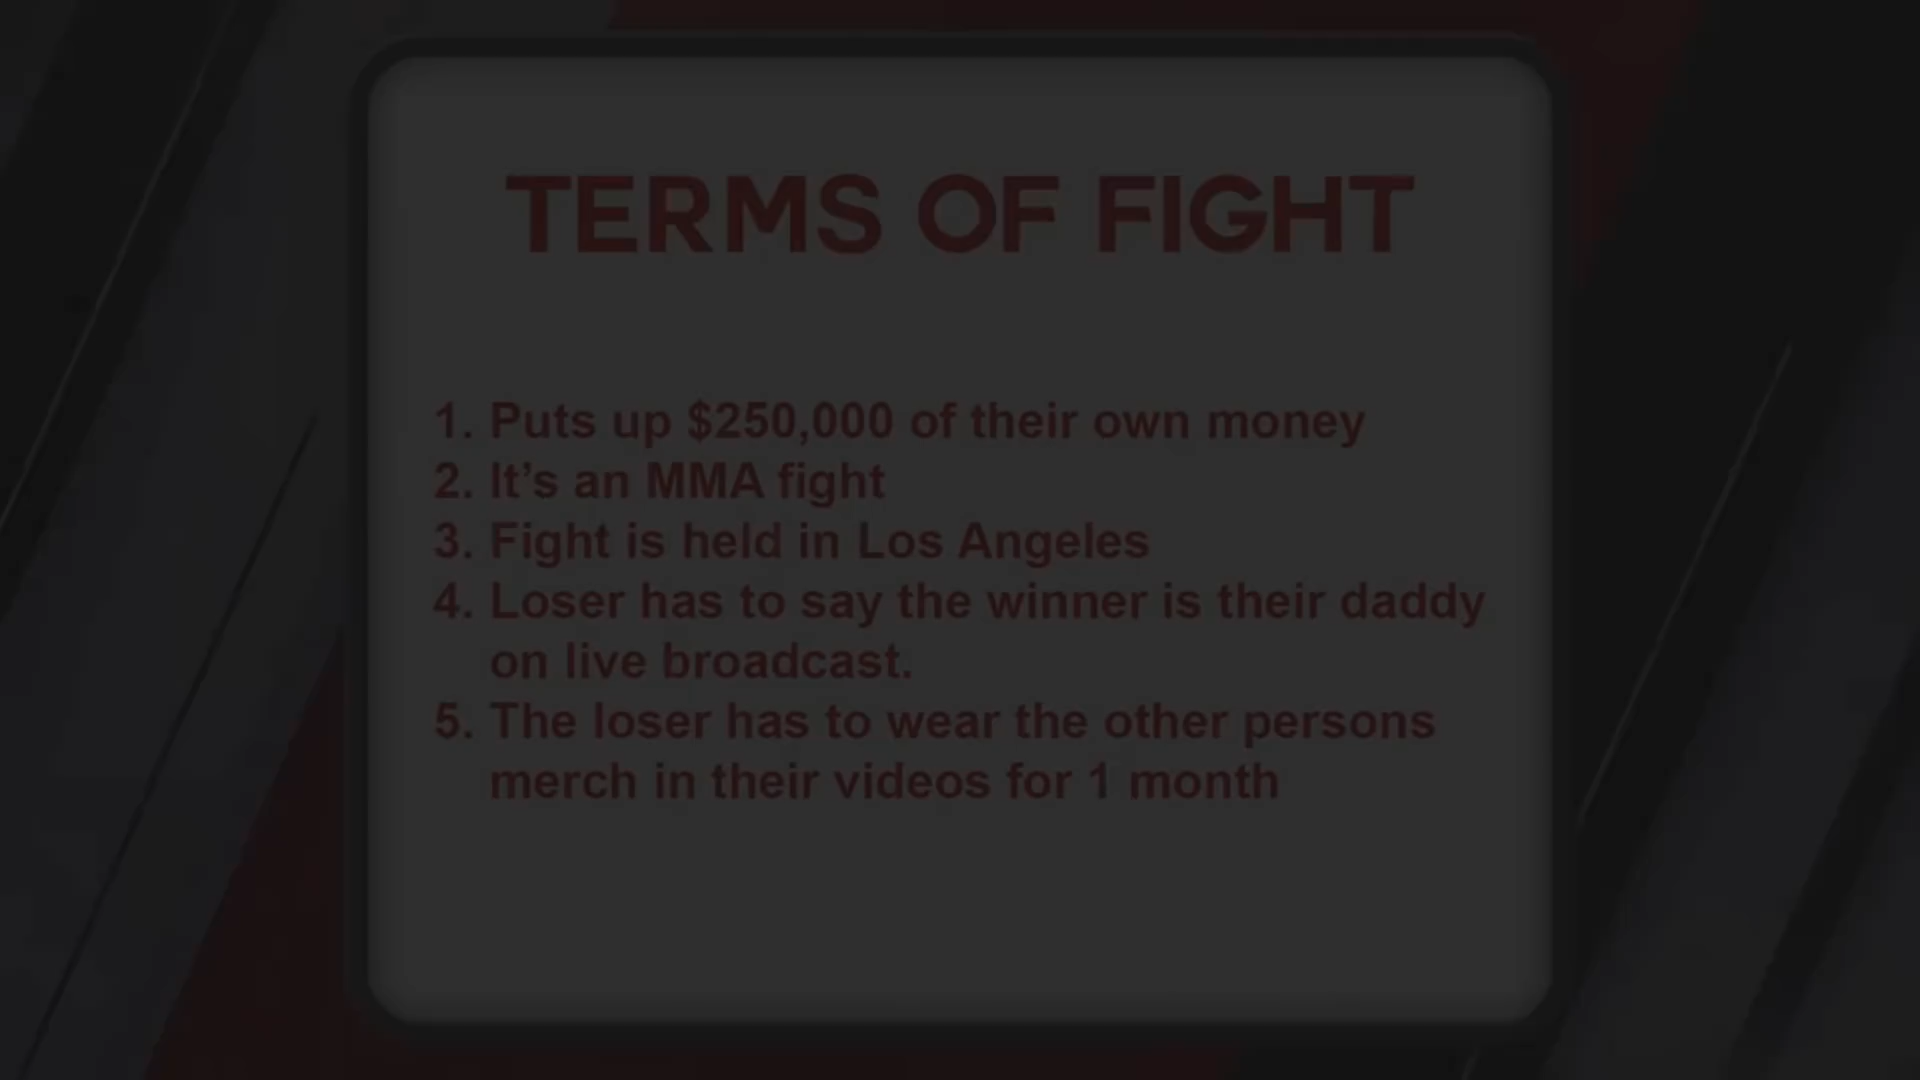 TERMS OF FIGHT
1. Puts up $250,000 of their own money
2. It's an MMA fight
3. Fight is held in Los Angeles
4. Loser has to say the winner is their daddy
on live broadcast.
5. The loser has to wear the other persons
merch in their videos for 1 month